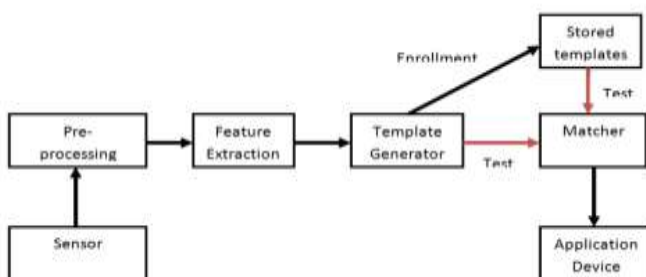 Stored
templates
Enrollment
Test
Pre-
processing
Feature
Extraction
Template
Generator
Matcher
Test
Sensor
Application
Device